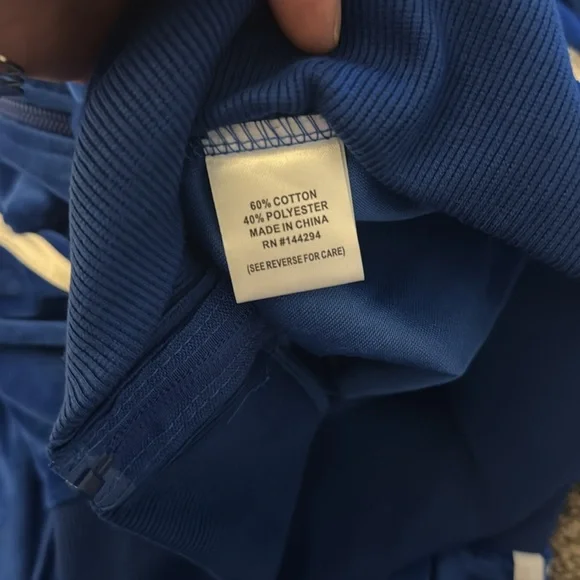 60% COTTON
40% POLYESTER
MADE IN CHINA
RN #144294
(SEE REVERSE FOR CARE)